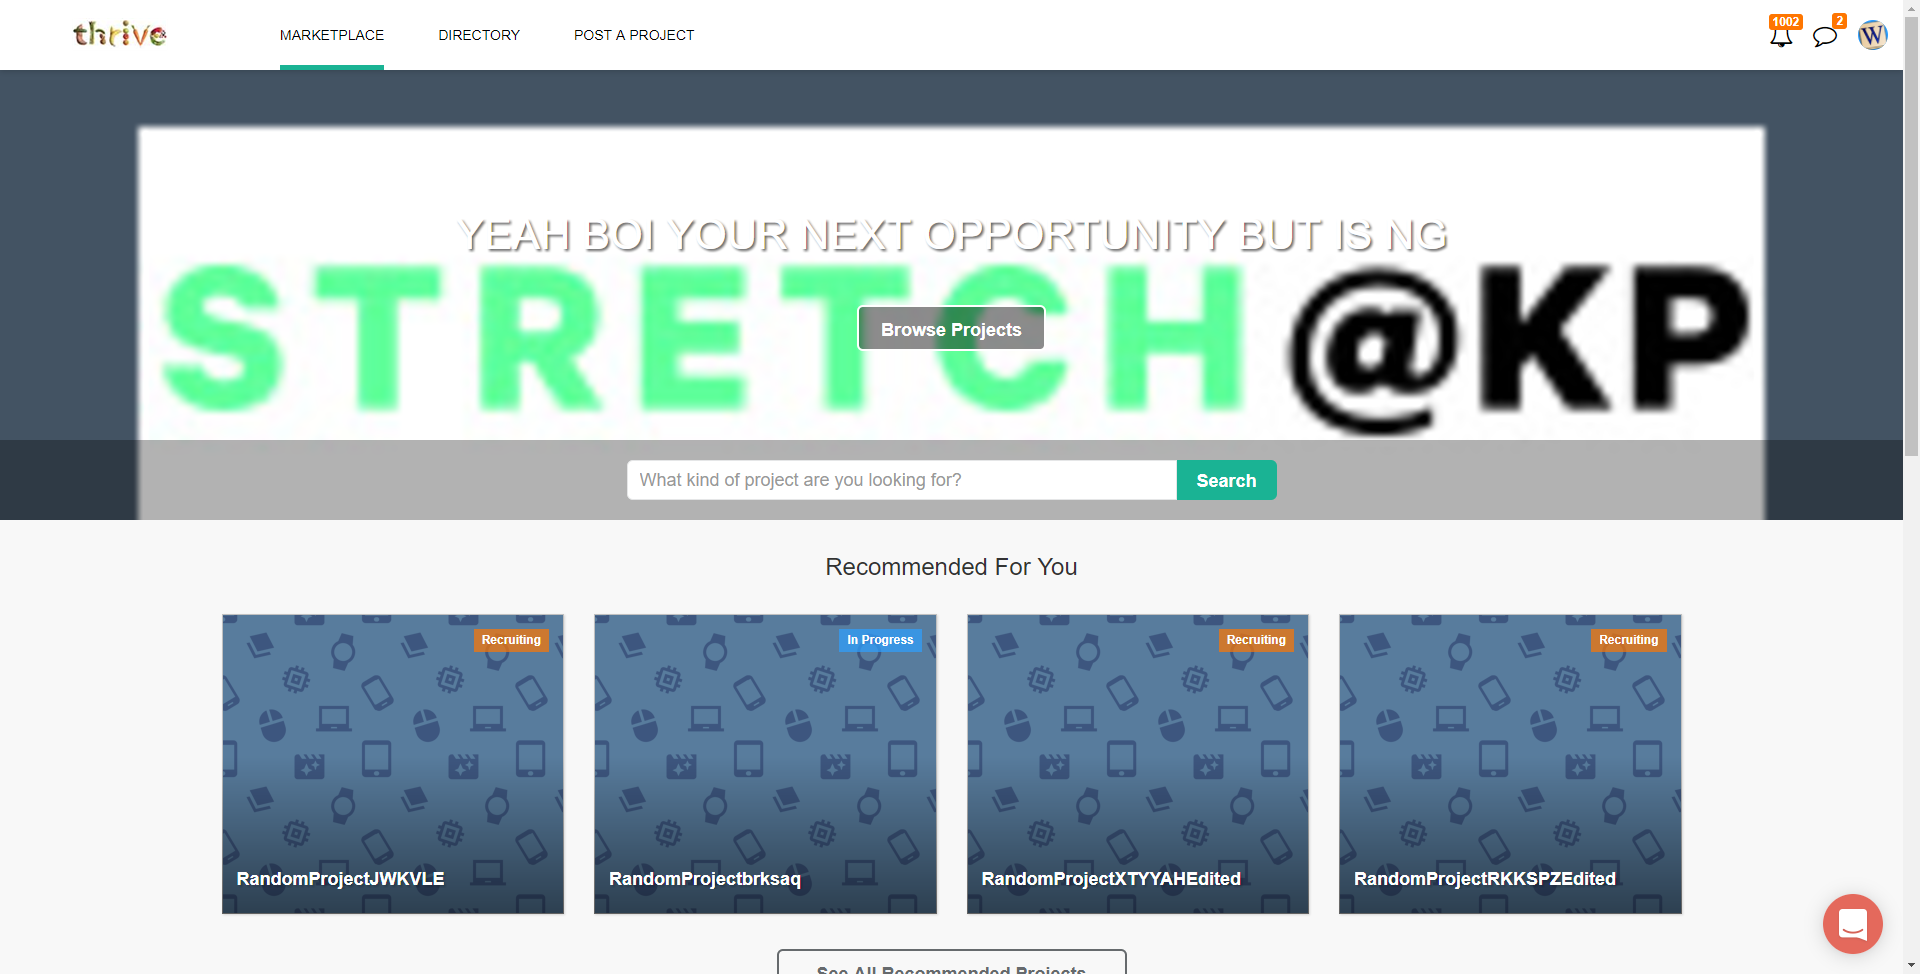 thrive
MARKETPLACE
DIRECTORY
POST A PROJECT
1002
2
W
YEAH BOI YOUR NEXT OPPORTUNITY BUT IS NG
STRETCH@KP
Browse Projects
What kind of project are you looking for?
Search
Recommended For You
Recruiting
In Progress
Recruiting
Recruiting
RandomProjectJWKVLE
RandomProjectbrksaq
RandomProjectXTYYAHEdited
RandomProjectRKKSPZEdited
See All Recommended Projects